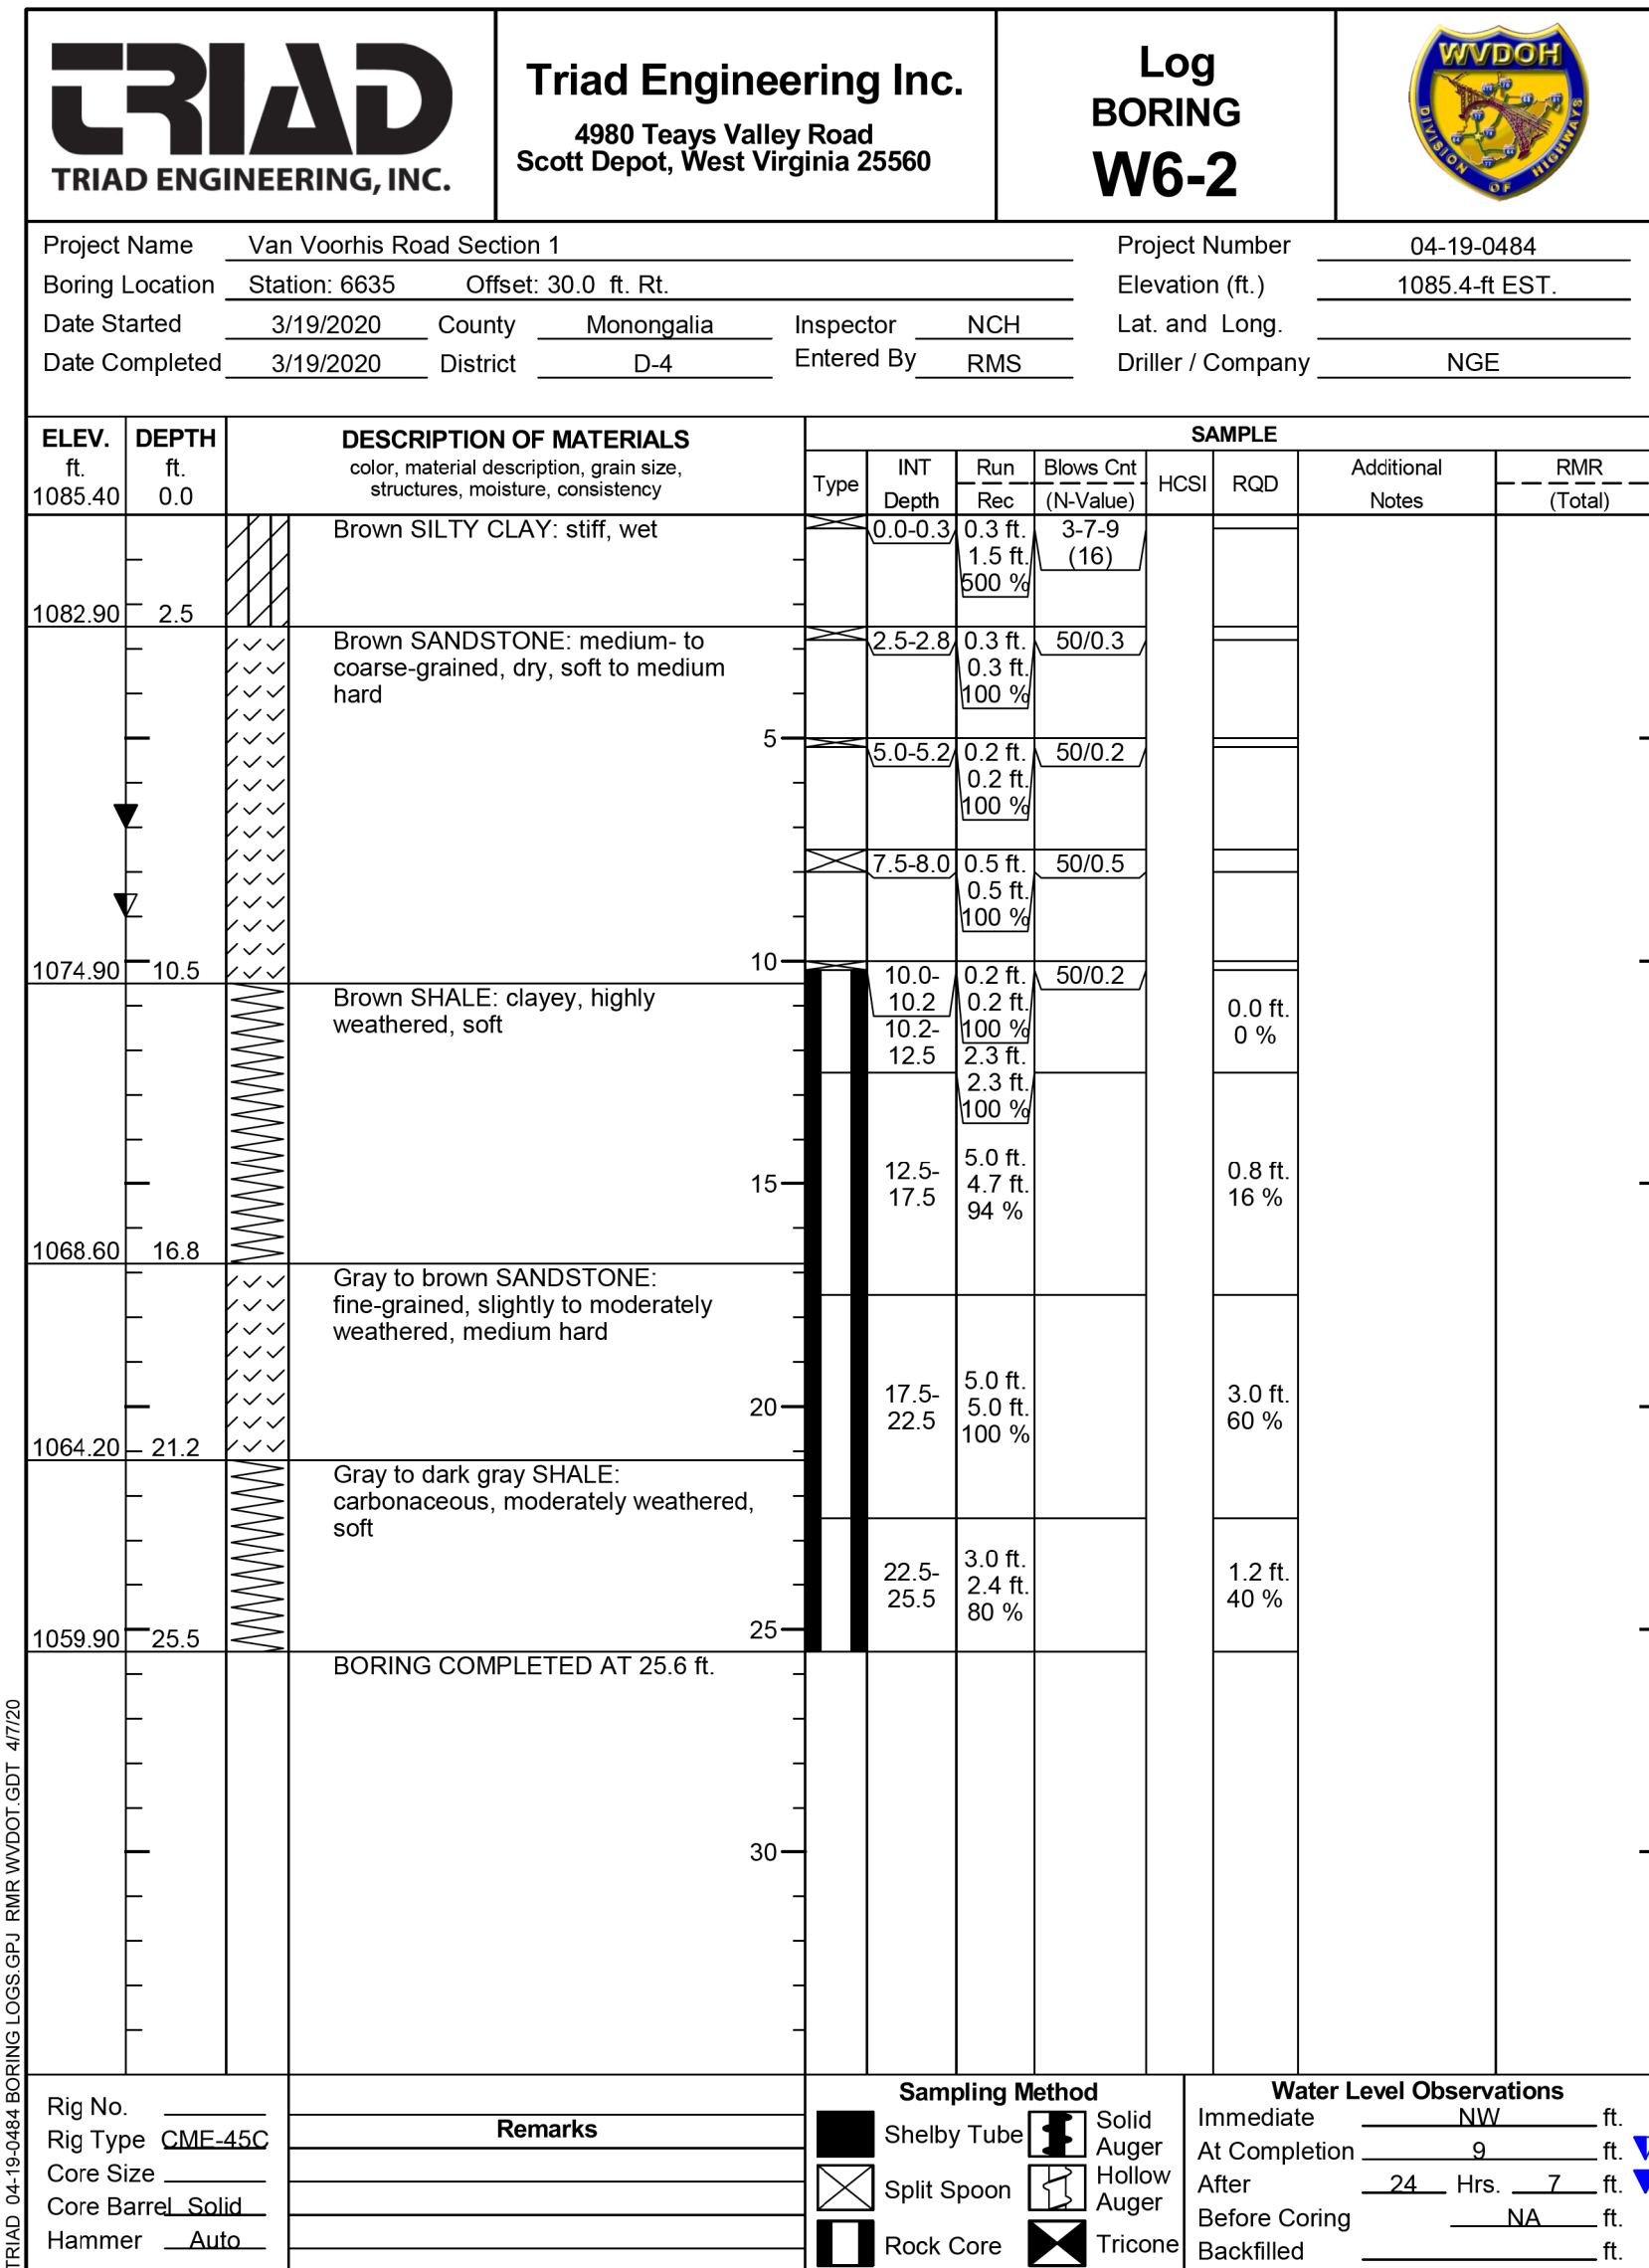 TRIAD
TRIAD ENGINEERING, INC.
Triad Engineering Inc.
4980 Teays Valley Road
Scott Depot, West Virginia 25560
Log
BORING
W6-2
WVDOH
DIVISION OF HIGHWAYS
Project Name Van Voorhis Road Section 1 Project Number 04-19-0484
Boring Location Station: 6635 Offset: 30.0 ft. Rt. Elevation (ft.) 1085.4-ft EST.
Date Started 3/19/2020 County Monongalia Inspector NCH Lat. and Long.
Date Completed 3/19/2020 District D-4 Entered By RMS Driller / Company NGE
ELEV. DEPTH DESCRIPTION OF MATERIALS SAMPLE
ft. ft. color, material description, grain size,
1085.40 0.0 structures, moisture, consistency
Type INT Run Blows Cnt HCSI RQD Additional RMR
Depth Rec (N-Value) Notes (Total)
Brown SILTY CLAY: stiff, wet 0.0-0.3 0.3 ft. 3-7-9
1.5 ft. (16)
500 %
1082.90 2.5
Brown SANDSTONE: medium- to 2.5-2.8 0.3 ft. 50/0.3
coarse-grained, dry, soft to medium 0.3 ft.
hard 100 %
5
5.0-5.2 0.2 ft. 50/0.2
0.2 ft.
100 %
7.5-8.0 0.5 ft. 50/0.5
0.5 ft.
100 %
1074.90 10.5 10
10.0- 0.2 ft. 50/0.2
Brown SHALE: clayey, highly 10.2 0.2 ft. 0.0 ft.
weathered, soft 10.2- 100 % 0 %
12.5 2.3 ft.
2.3 ft.
100 %
5.0 ft.
12.5- 4.7 ft. 0.8 ft.
15 17.5 94 % 16 %
1068.60 16.8
Gray to brown SANDSTONE:
fine-grained, slightly to moderately
weathered, medium hard
5.0 ft.
17.5- 5.0 ft. 3.0 ft.
20 22.5 100 % 60 %
1064.20 21.2
Gray to dark gray SHALE:
carbonaceous, moderately weathered,
soft
3.0 ft.
22.5- 2.4 ft. 1.2 ft.
25.5 80 % 40 %
1059.90 25.5 25
BORING COMPLETED AT 25.6 ft.
30
TRIAD 04-19-0484 BORING LOGS.GPJ RMR WVDOT.GDT 4/7/20
Rig No.
Rig Type CME-45C
Core Size
Core Barrel Solid
Hammer Auto
Remarks
Sampling Method
Shelby Tube Solid Auger
Split Spoon Hollow Auger
Rock Core Tricone
Water Level Observations
Immediate NW ft.
At Completion 9 ft.
After 24 Hrs. 7 ft.
Before Coring NA ft.
Backfilled ft.